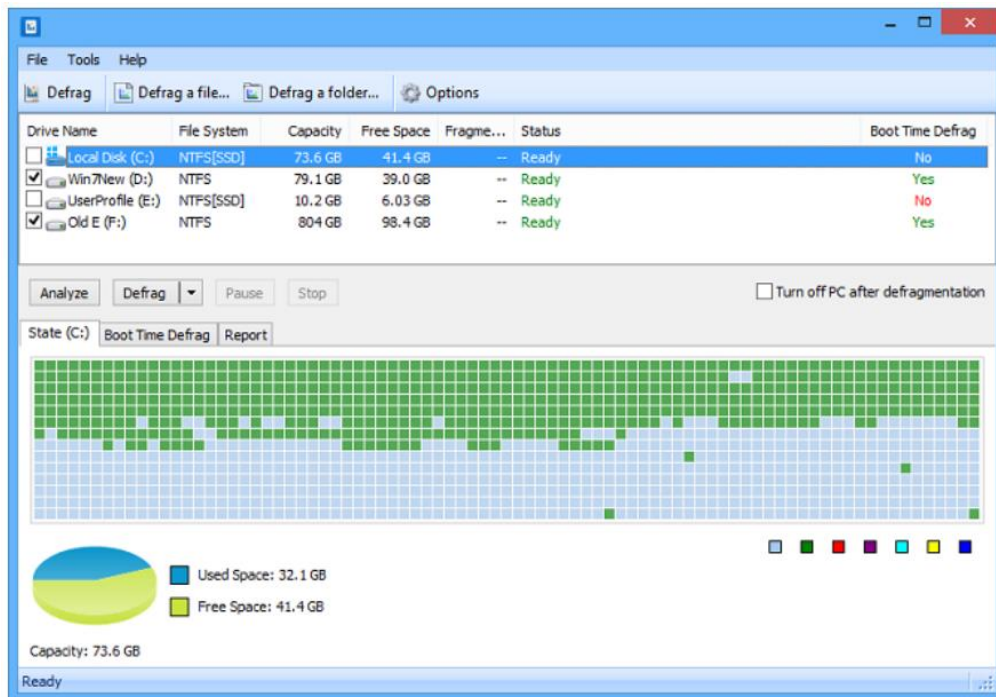 File Tools Help
Defrag Defrag a file... Defrag a folder... Options
Drive Name File System Capacity Free Space Fragme... Status Boot Time Defrag
Local Disk (C:) NTFS[SSD] 73.6 GB 41.4 GB -- Ready No
Win7New (D:) NTFS 79.1 GB 39.0 GB -- Ready Yes
UserProfile (E:) NTFS[SSD] 10.2 GB 6.03 GB -- Ready No
Old E (F:) NTFS 804 GB 98.4 GB -- Ready Yes
Analyze Defrag Pause Stop Turn off PC after defragmentation
State (C:) Boot Time Defrag Report
Used Space: 32.1 GB
Free Space: 41.4 GB
Capacity: 73.6 GB
Ready